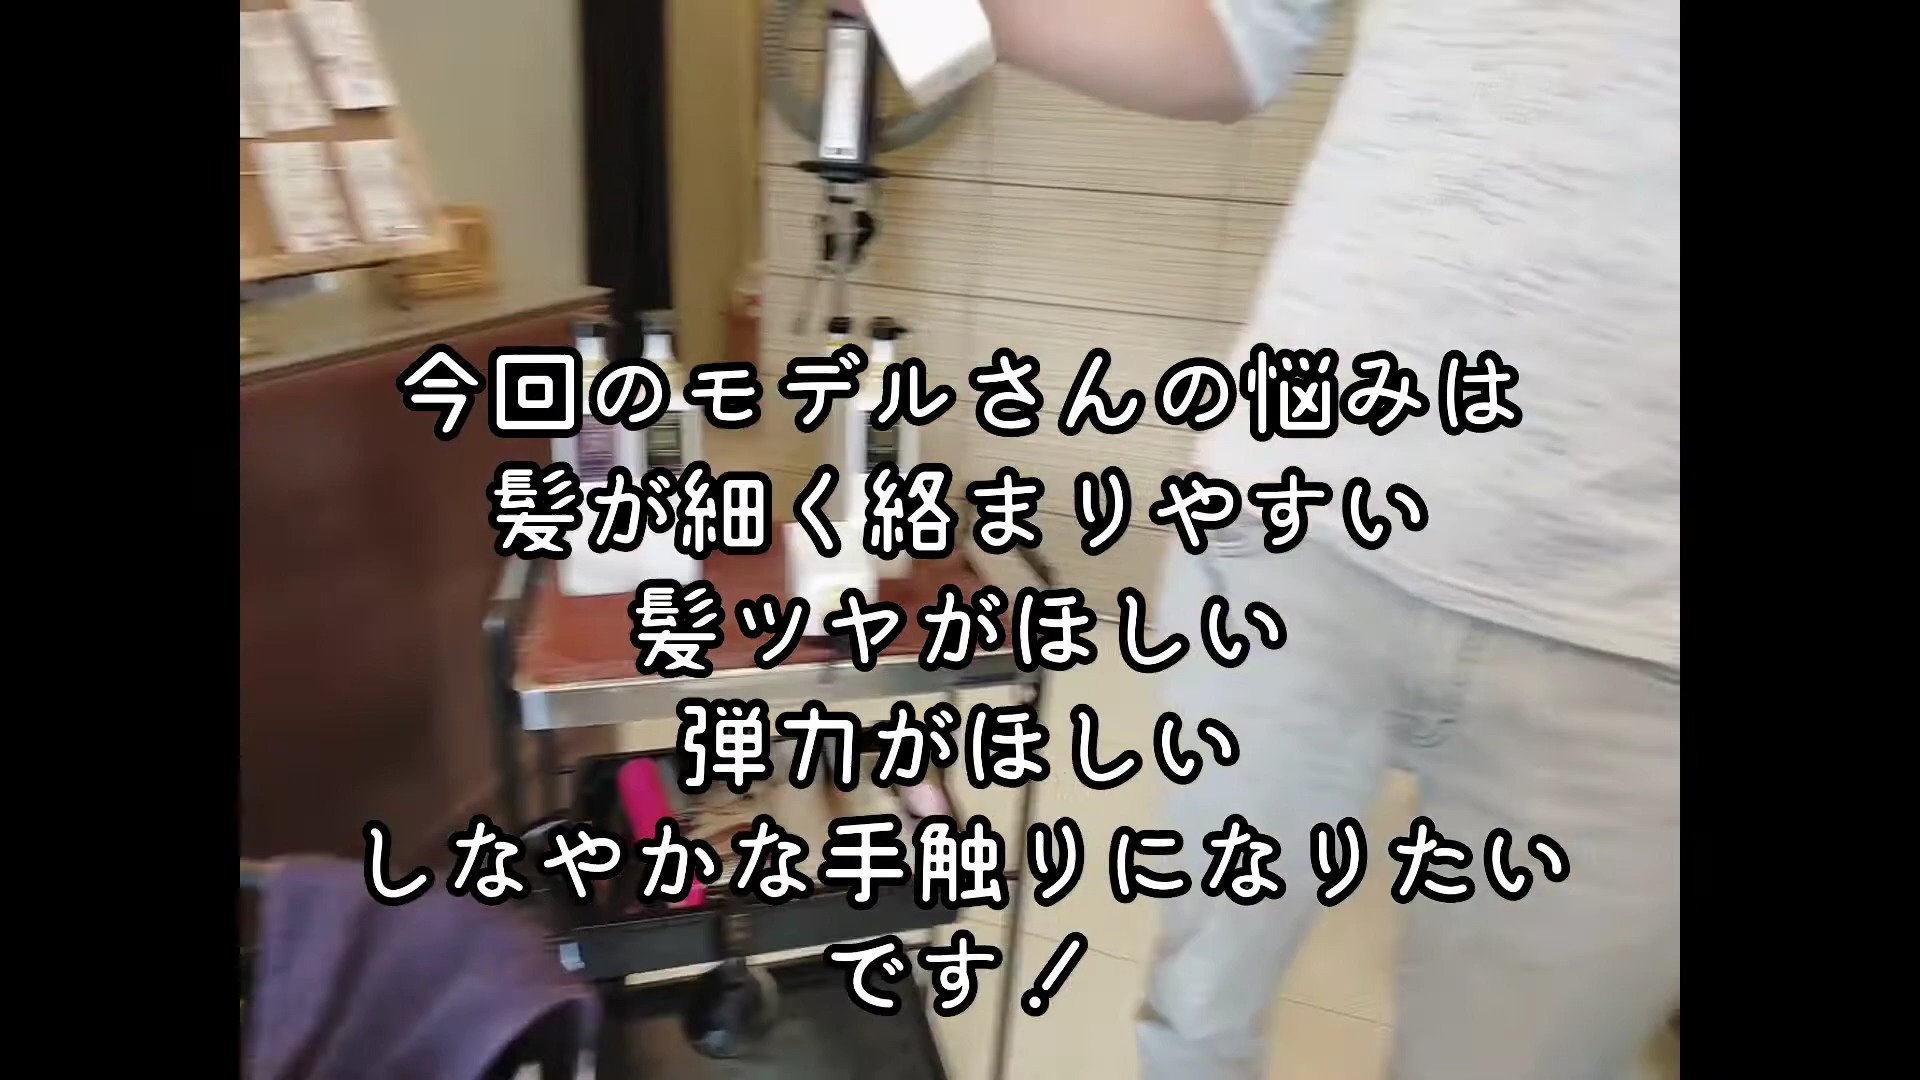 今回のモデルさんの悩みは
髪が細く絡まりやすい
髪ツヤがほしい
弾力がほしい
しなやかな手触りになりたい
です！